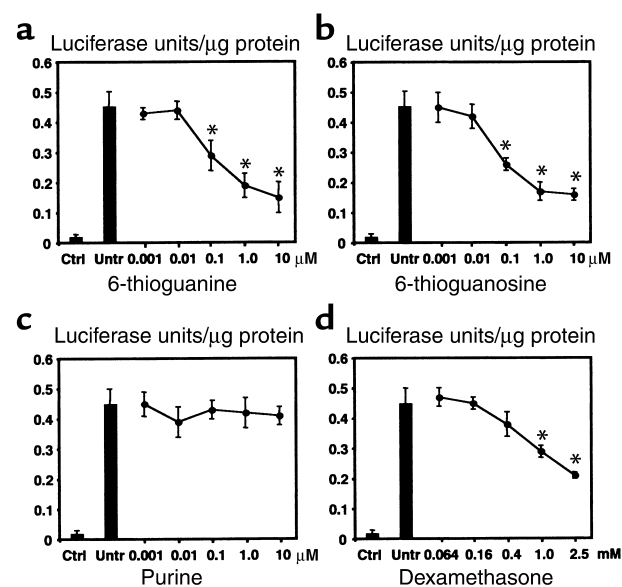 a
Luciferase units/μg protein
0.6
0.5
0.4
0.3
0.2
0.1
0
*
*
*
Ctrl Untr 0.001 0.01 0.1 1.0 10 μM
6-thioguanine
b
Luciferase units/μg protein
0.6
0.5
0.4
0.3
0.2
0.1
0
*
*
*
Ctrl Untr 0.001 0.01 0.1 1.0 10 μM
6-thioguanosine
c
Luciferase units/μg protein
0.6
0.5
0.4
0.3
0.2
0.1
0
Ctrl Untr 0.001 0.01 0.1 1.0 10 μM
Purine
d
Luciferase units/μg protein
0.6
0.5
0.4
0.3
0.2
0.1
0
*
*
Ctrl Untr 0.064 0.16 0.4 1.0 2.5 mM
Dexamethasone